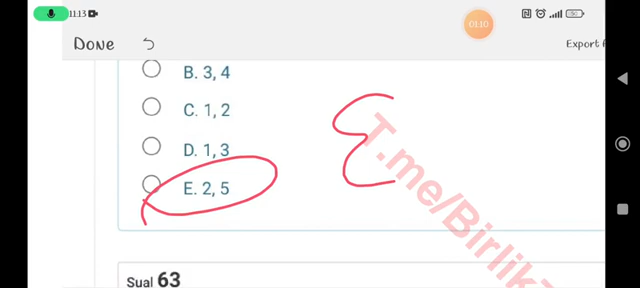 11:13
01:10
Done
Export
B. 3, 4
C. 1, 2
D. 1, 3
E. 2, 5
E
T.me/Birlik
Sual 63